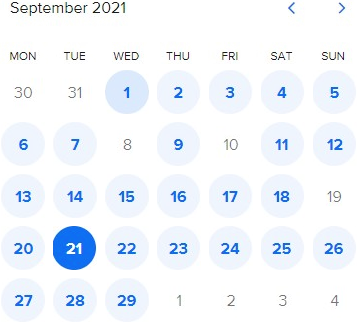 September 2021
MON TUE WED THU FRI SAT SUN
30 31 1 2 3 4 5
6 7 8 9 10 11 12
13 14 15 16 17 18 19
20 21 22 23 24 25 26
27 28 29 1 2 3 4